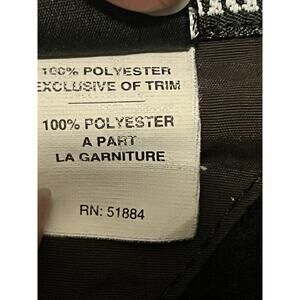 100% POLYESTER
EXCLUSIVE OF TRIM
100% POLYESTER
A PART
LA GARNITURE
RN: 51884